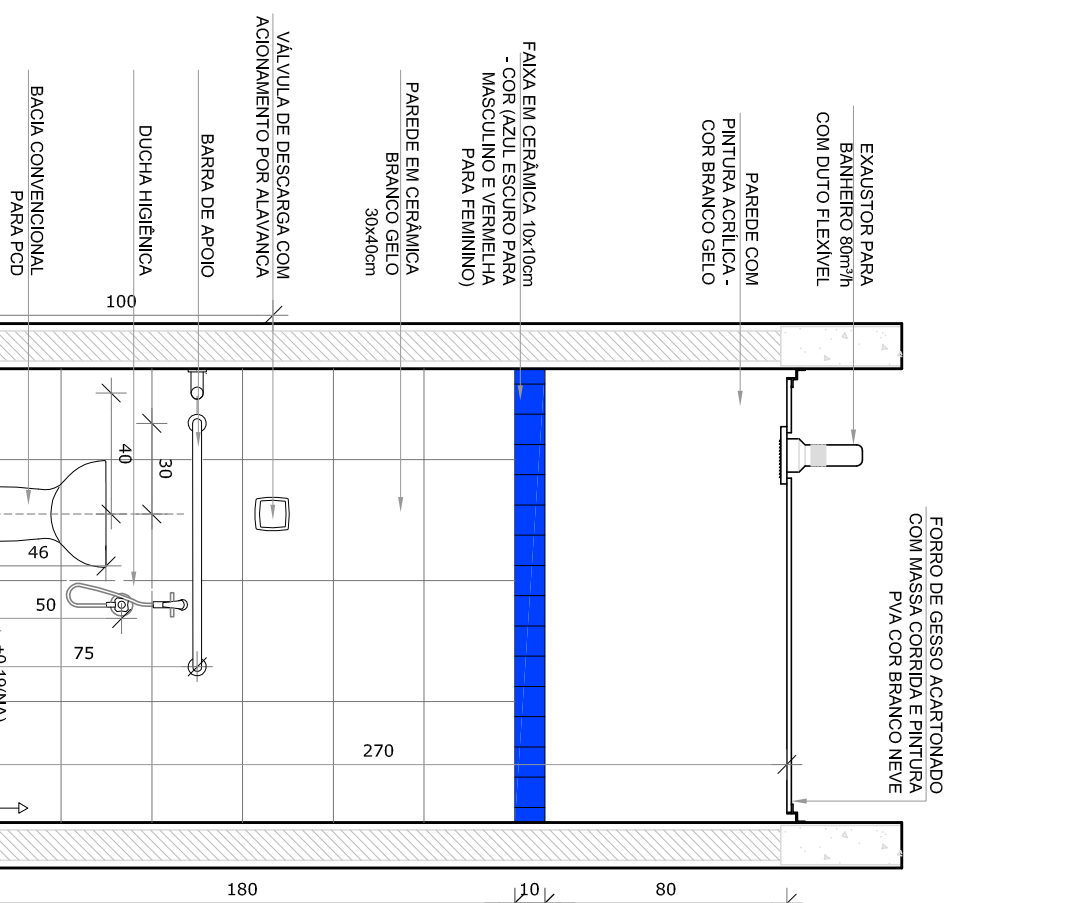 BACIA CONVENCIONAL
PARA PCD
DUCHA HIGIÊNICA
BARRA DE APOIO
VÁLVULA DE DESCARGA COM
ACIONAMENTO POR ALAVANCA
PAREDE EM CERÂMICA
BRANCO GELO
30x40cm
FAIXA EM CERÂMICA 10x10cm
- COR (AZUL ESCURO PARA
MASCULINO E VERMELHA
PARA FEMININO)
PAREDE COM
PINTURA ACRÍLICA -
COR BRANCO GELO
EXAUSTOR PARA
BANHEIRO 80m³/h
COM DUTO FLEXÍVEL
100
40
30
46
50
75
270
FORRO DE GESSO ACARTONADO
COM MASSA CORRIDA E PINTURA
PVA COR BRANCO NEVE
180
10
80